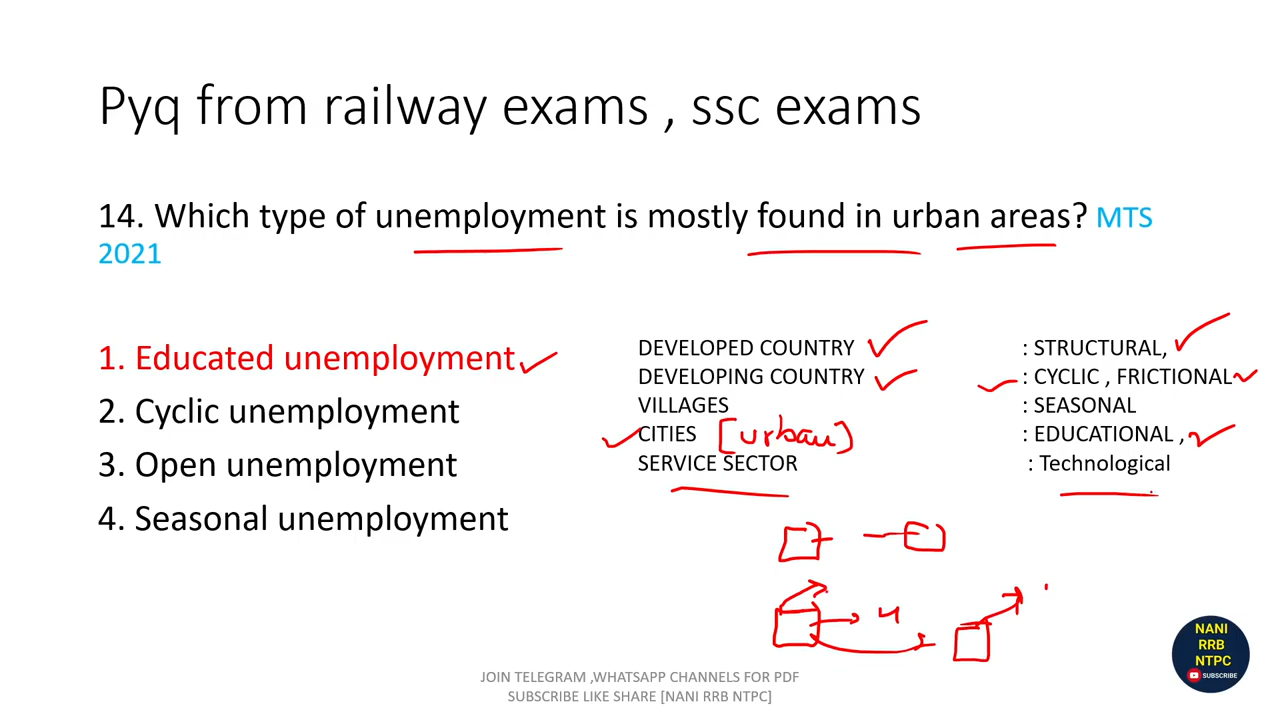 Pyq from railway exams , ssc exams
14. Which type of unemployment is mostly found in urban areas? MTS
2021
1. Educated unemployment
2. Cyclic unemployment
3. Open unemployment
4. Seasonal unemployment
DEVELOPED COUNTRY : STRUCTURAL,
DEVELOPING COUNTRY : CYCLIC , FRICTIONAL
VILLAGES : SEASONAL
CITIES [urban] : EDUCATIONAL ,
SERVICE SECTOR : Technological
NANI
RRB
NTPC
SUBSCRIBE
JOIN TELEGRAM ,WHATSAPP CHANNELS FOR PDF
SUBSCRIBE LIKE SHARE [NANI RRB NTPC]